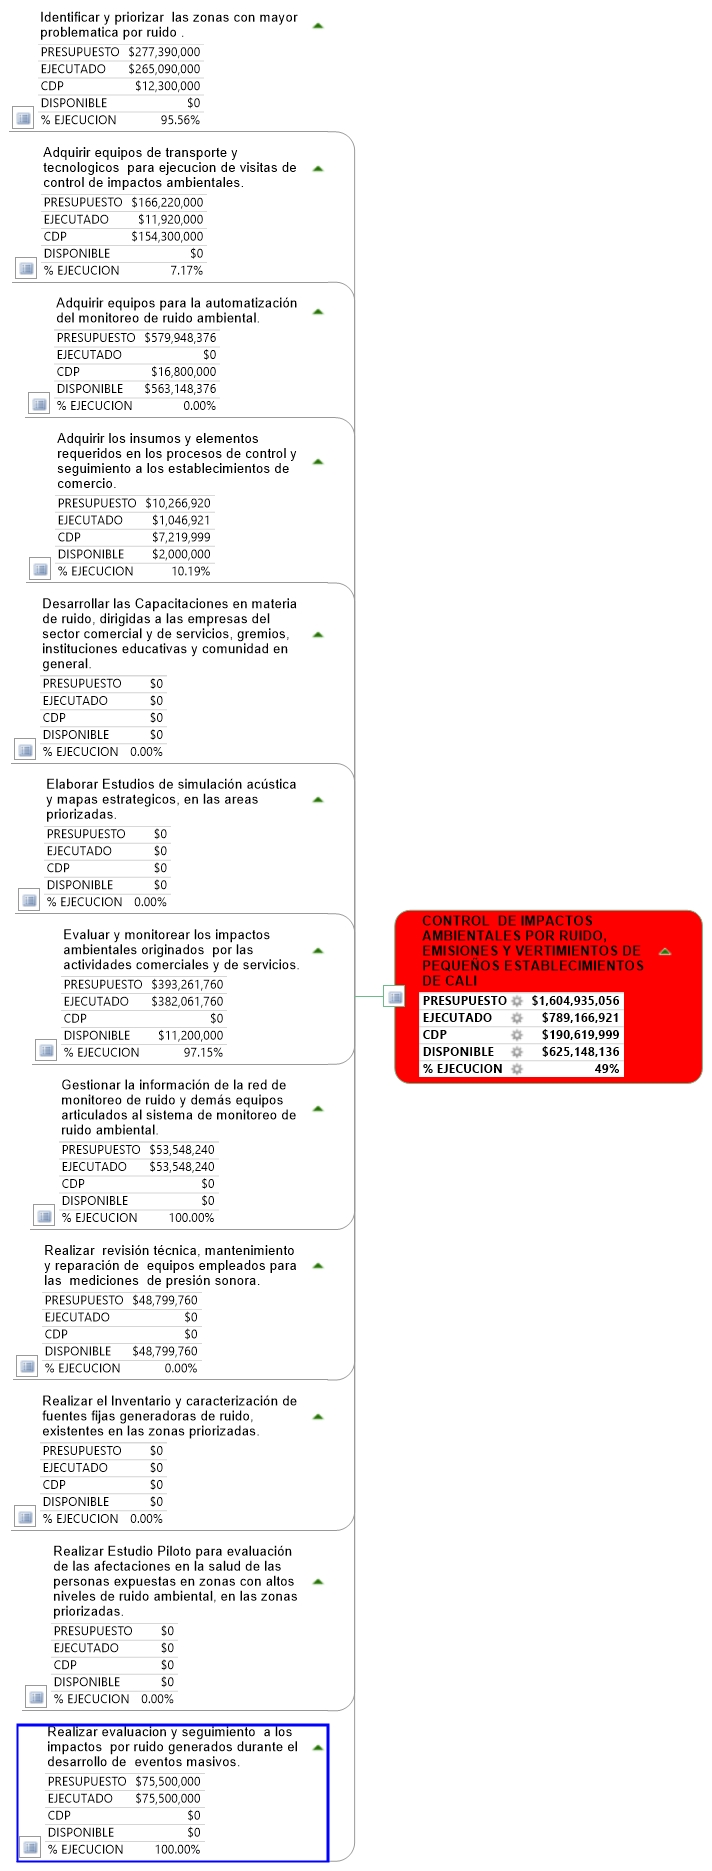 Identificar y priorizar  las zonas con mayor
problematica por ruido .
PRESUPUESTO $277,390,000
EJECUTADO $265,090,000
CDP $12,300,000
DISPONIBLE $0
% EJECUCION 95.56%
Adquirir equipos de transporte y
tecnologicos  para ejecucion de visitas de
control de impactos ambientales.
PRESUPUESTO $166,220,000
EJECUTADO $11,920,000
CDP $154,300,000
DISPONIBLE $0
% EJECUCION 7.17%
Adquirir equipos para la automatización
del monitoreo de ruido ambiental.
PRESUPUESTO $579,948,376
EJECUTADO $0
CDP $16,800,000
DISPONIBLE $563,148,376
% EJECUCION 0.00%
Adquirir los insumos y elementos
requeridos en los procesos de control y
seguimiento a los establecimientos de
comercio.
PRESUPUESTO $10,266,920
EJECUTADO $1,046,921
CDP $7,219,999
DISPONIBLE $2,000,000
% EJECUCION 10.19%
Desarrollar las Capacitaciones en materia
de ruido, dirigidas a las empresas del
sector comercial y de servicios, gremios,
instituciones educativas y comunidad en
general.
PRESUPUESTO $0
EJECUTADO $0
CDP $0
DISPONIBLE $0
% EJECUCION 0.00%
Elaborar Estudios de simulación acústica
y mapas estrategicos, en las areas
priorizadas.
PRESUPUESTO $0
EJECUTADO $0
CDP $0
DISPONIBLE $0
% EJECUCION 0.00%
Evaluar y monitorear los impactos
ambientales originados  por las
actividades comerciales y de servicios.
PRESUPUESTO $393,261,760
EJECUTADO $382,061,760
CDP $0
DISPONIBLE $11,200,000
% EJECUCION 97.15%
Gestionar la información de la red de
monitoreo de ruido y demás equipos
articulados al sistema de monitoreo de
ruido ambiental.
PRESUPUESTO $53,548,240
EJECUTADO $53,548,240
CDP $0
DISPONIBLE $0
% EJECUCION 100.00%
Realizar  revisión técnica, mantenimiento
y reparación de  equipos empleados para
las  mediciones  de presión sonora.
PRESUPUESTO $48,799,760
EJECUTADO $0
CDP $0
DISPONIBLE $48,799,760
% EJECUCION 0.00%
Realizar el Inventario y caracterización de
fuentes fijas generadoras de ruido,
existentes en las zonas priorizadas.
PRESUPUESTO $0
EJECUTADO $0
CDP $0
DISPONIBLE $0
% EJECUCION 0.00%
Realizar Estudio Piloto para evaluación
de las afectaciones en la salud de las
personas expuestas en zonas con altos
niveles de ruido ambiental, en las zonas
priorizadas.
PRESUPUESTO $0
EJECUTADO $0
CDP $0
DISPONIBLE $0
% EJECUCION 0.00%
Realizar evaluacion y seguimiento  a los
impactos  por ruido generados durante el
desarrollo de  eventos masivos.
PRESUPUESTO $75,500,000
EJECUTADO $75,500,000
CDP $0
DISPONIBLE $0
% EJECUCION 100.00%
CONTROL  DE IMPACTOS
AMBIENTALES POR RUIDO,
EMISIONES Y VERTIMIENTOS DE
PEQUEÑOS ESTABLECIMIENTOS
DE CALI
PRESUPUESTO $1,604,935,056
EJECUTADO $789,166,921
CDP $190,619,999
DISPONIBLE $625,148,136
% EJECUCION 49%